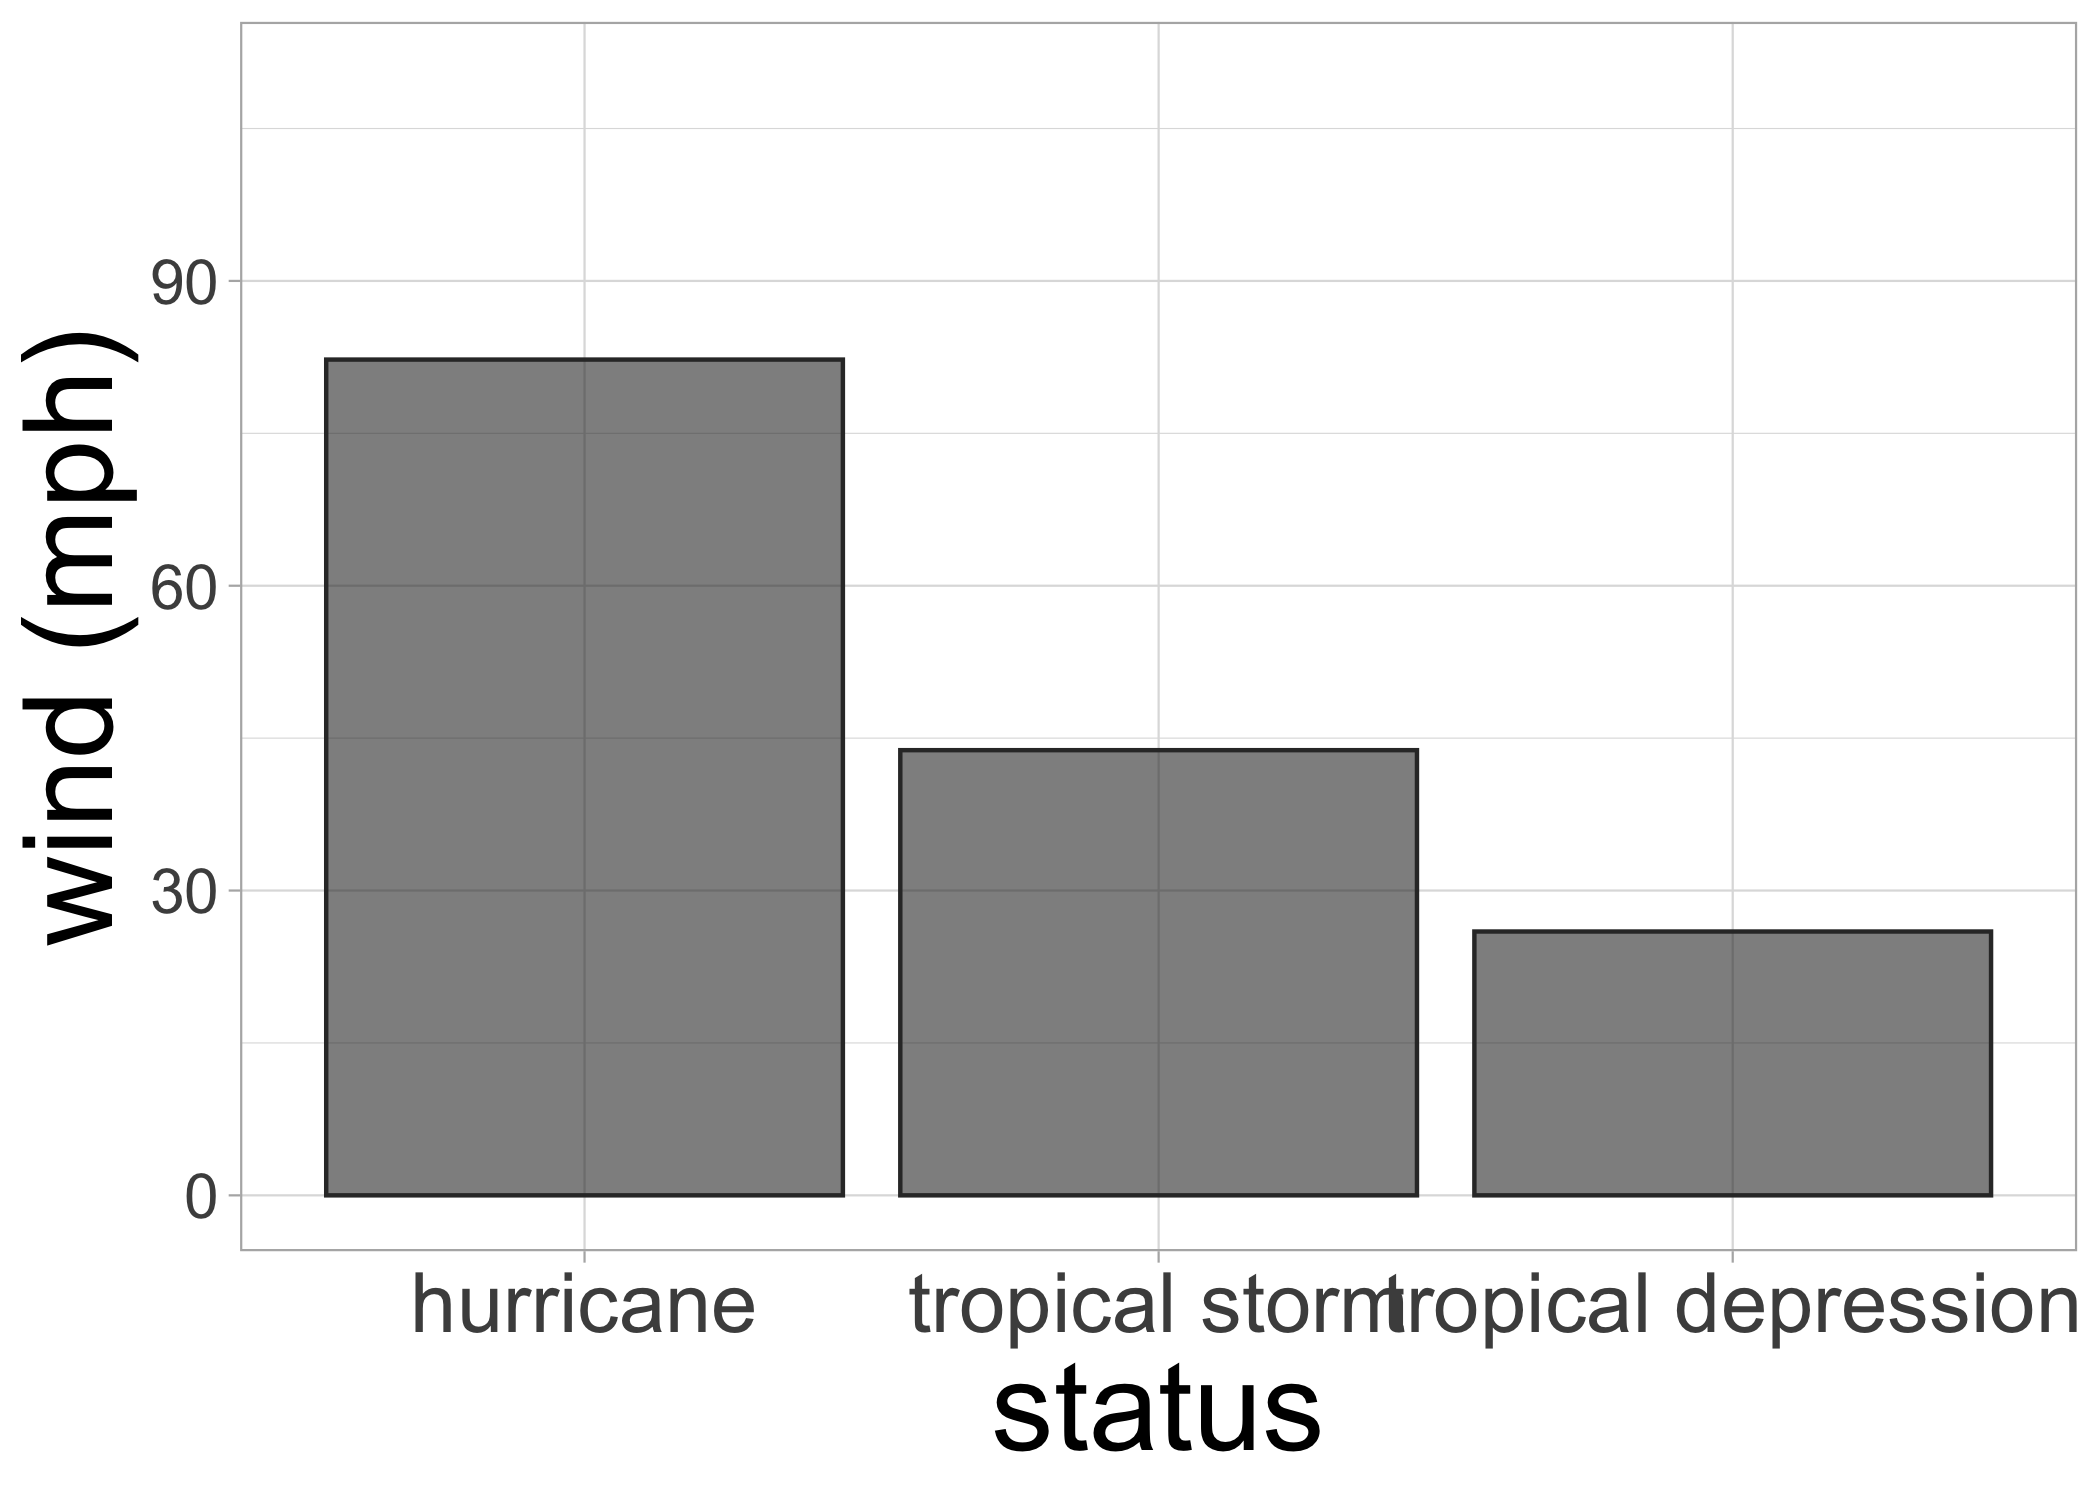 wind (mph)
90
60
30
0
hurricane tropical storm tropical depression
status